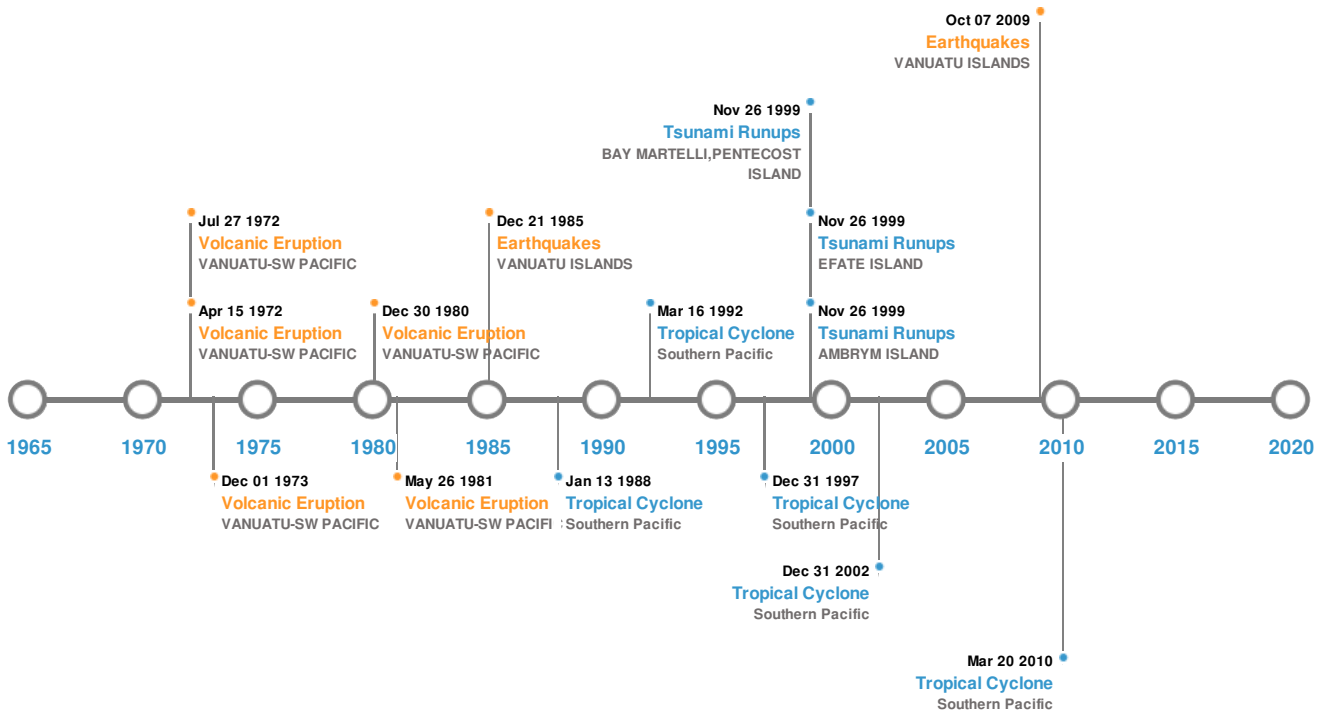 Oct 07 2009
Earthquakes
VANUATU ISLANDS
Nov 26 1999
Tsunami Runups
BAY MARTELLI,PENTECOST
ISLAND
Jul 27 1972
Volcanic Eruption
VANUATU-SW PACIFIC
Dec 21 1985
Earthquakes
VANUATU ISLANDS
Nov 26 1999
Tsunami Runups
EFATE ISLAND
Apr 15 1972
Volcanic Eruption
VANUATU-SW PACIFIC
Dec 30 1980
Volcanic Eruption
VANUATU-SW PACIFIC
Mar 16 1992
Tropical Cyclone
Southern Pacific
Nov 26 1999
Tsunami Runups
AMBRYM ISLAND
1965 1970 1975 1980 1985 1990 1995 2000 2005 2010 2015 2020
Dec 01 1973
Volcanic Eruption
VANUATU-SW PACIFIC
May 26 1981
Volcanic Eruption
VANUATU-SW PACIFI
Jan 13 1988
Tropical Cyclone
Southern Pacific
Dec 31 1997
Tropical Cyclone
Southern Pacific
Dec 31 2002
Tropical Cyclone
Southern Pacific
Mar 20 2010
Tropical Cyclone
Southern Pacific